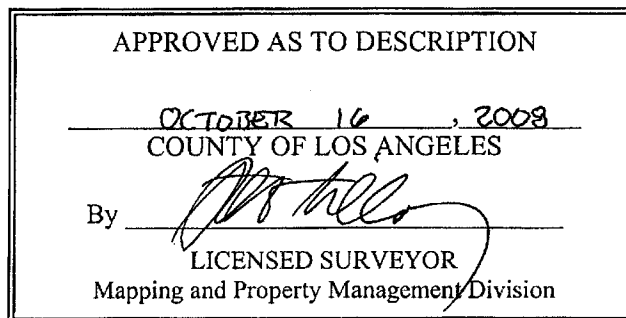 APPROVED AS TO DESCRIPTION
OCTOBER 16, 2008
COUNTY OF LOS ANGELES
By
LICENSED SURVEYOR
Mapping and Property Management Division